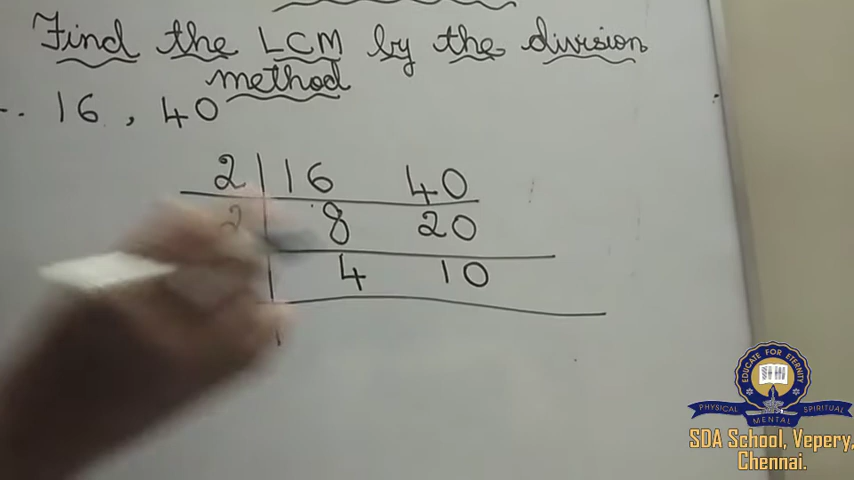 Find the LCM by the division
method
16 , 40
2 16 40
2 8 20
4 10
EDUCATE FOR ETERNITY
PHYSICAL MENTAL SPIRITUAL
SDA School, Vepery,
Chennai.